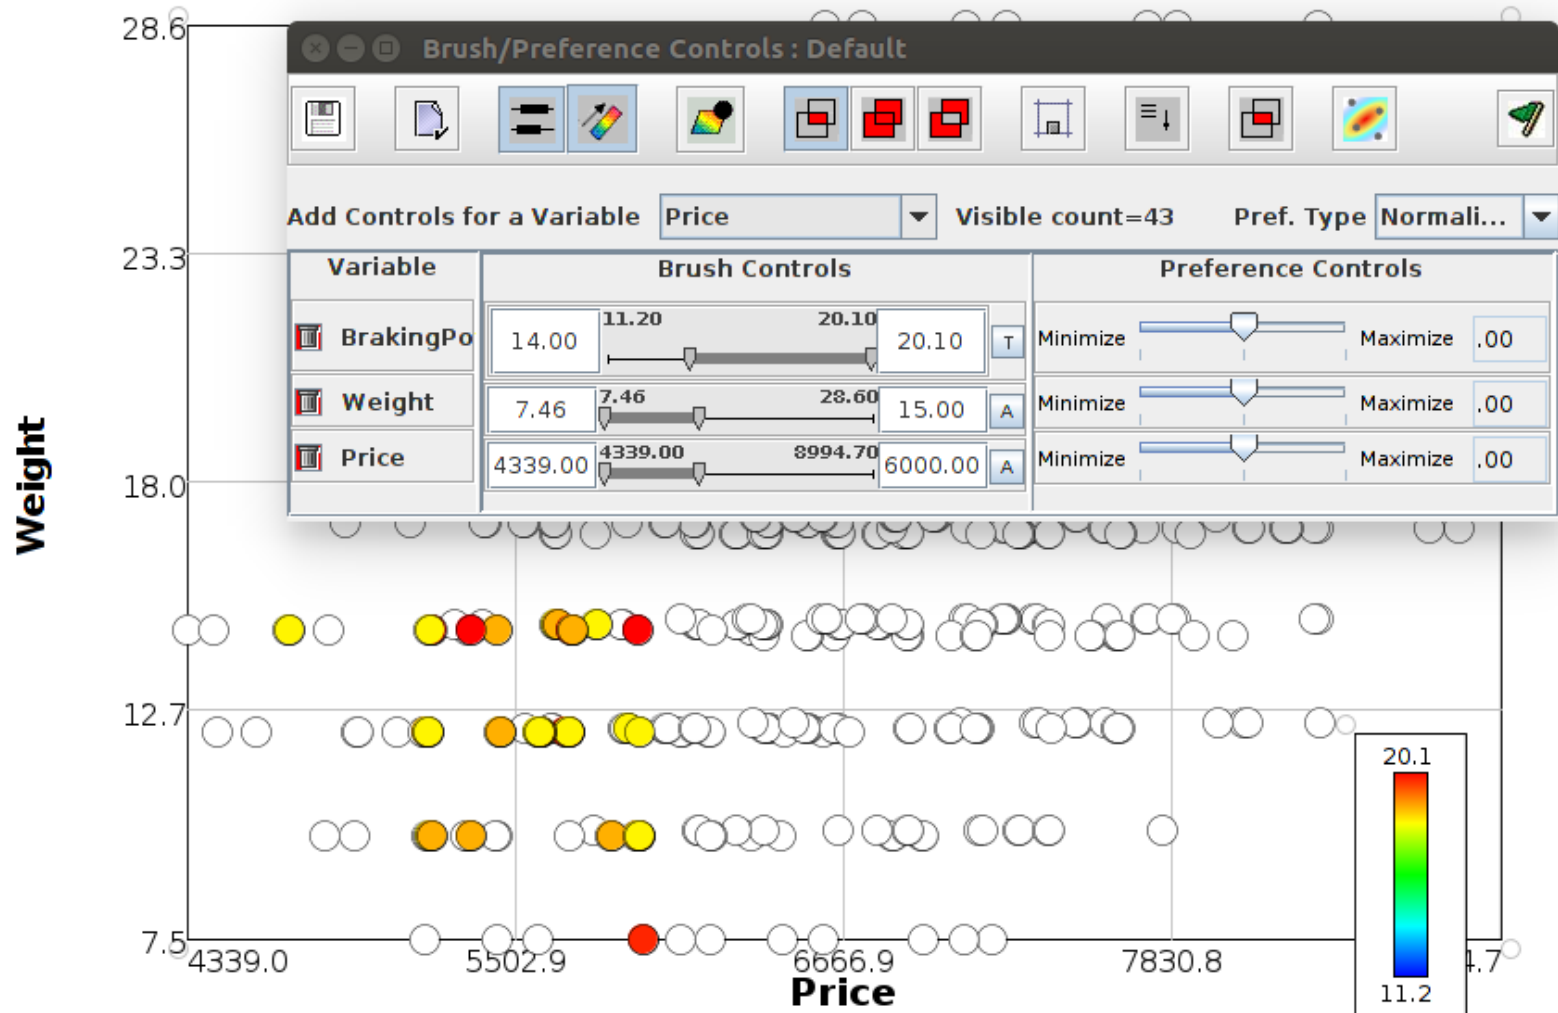 28.6
Brush/Preference Controls : Default
Add Controls for a Variable Price Visible count=43 Pref. Type Normali...
23.3
Variable Brush Controls Preference Controls
BrakingPo 14.00 11.20 20.10 20.10 T Minimize Maximize .00
Weight 7.46 7.46 28.60 15.00 A Minimize Maximize .00
Price 4339.00 4339.00 8994.70 6000.00 A Minimize Maximize .00
18.0
Weight
12.7
20.1
11.2
7.5
4339.0 5502.9 6666.9 7830.8 4.7
Price